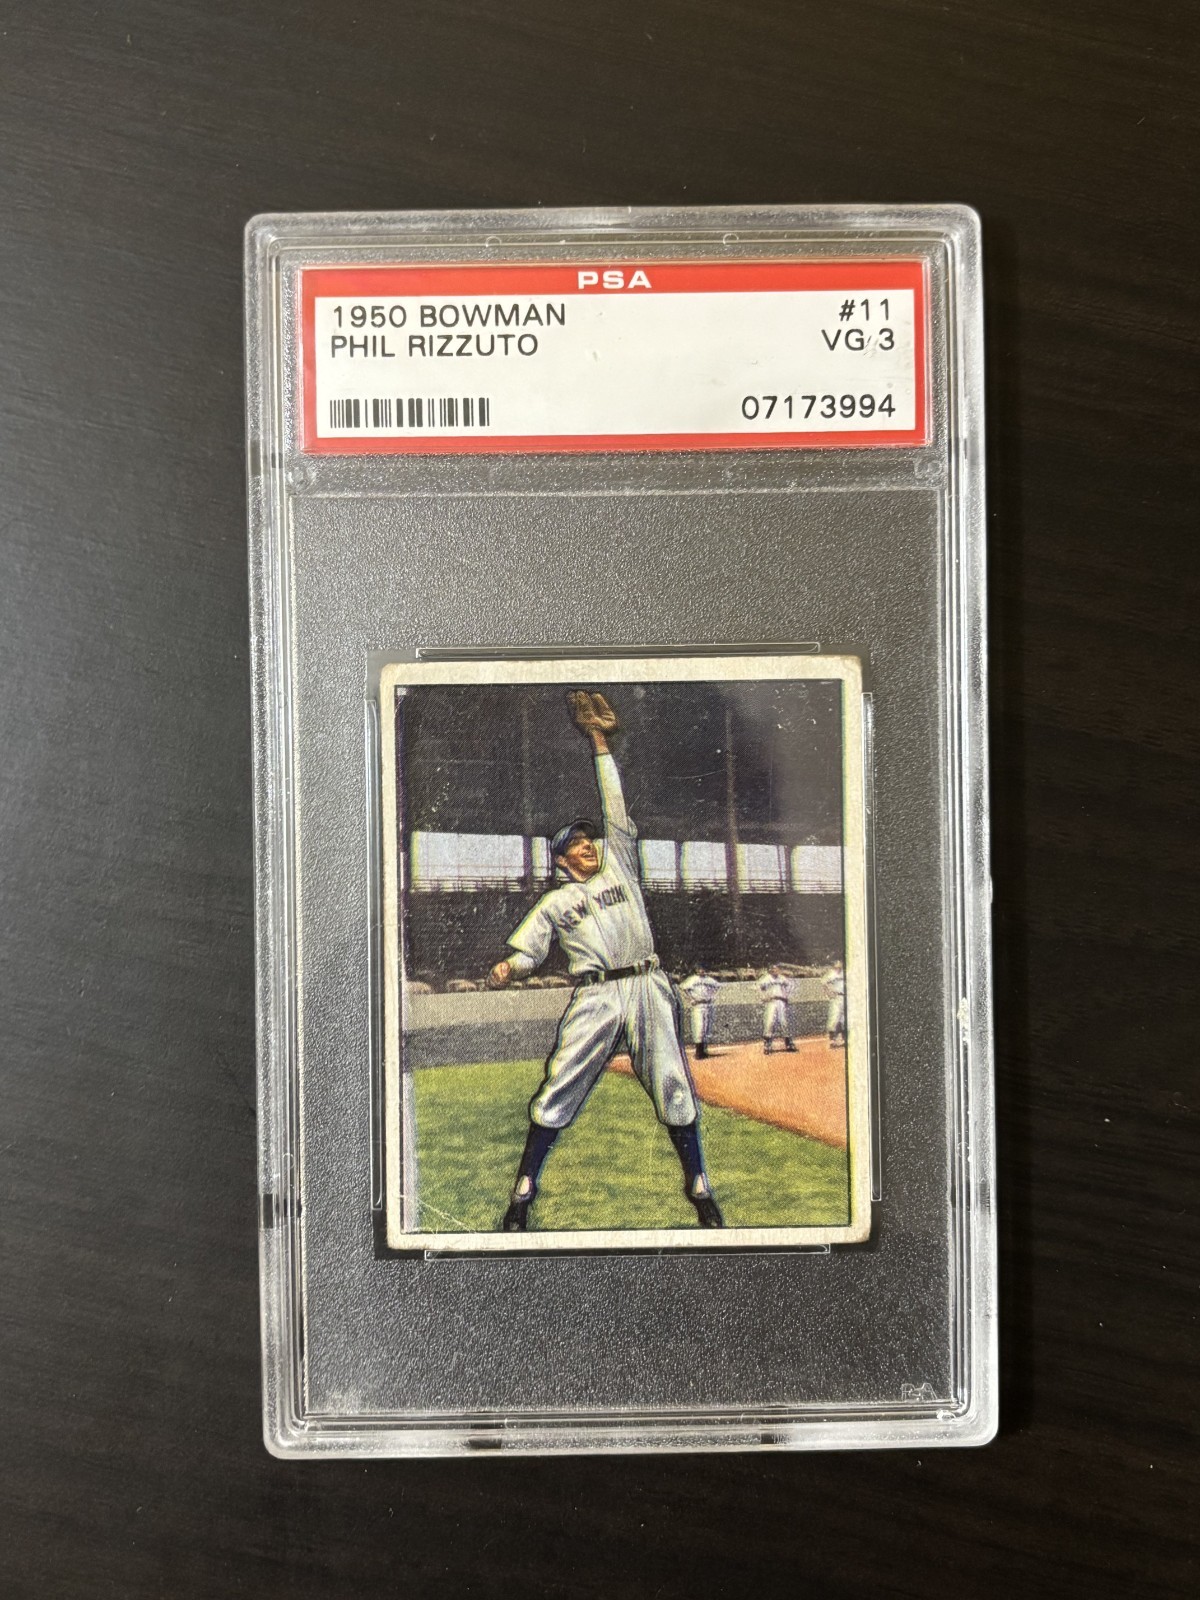 PSA
1950 BOWMAN #11
PHIL RIZZUTO VG 3
07173994
NEW YORK